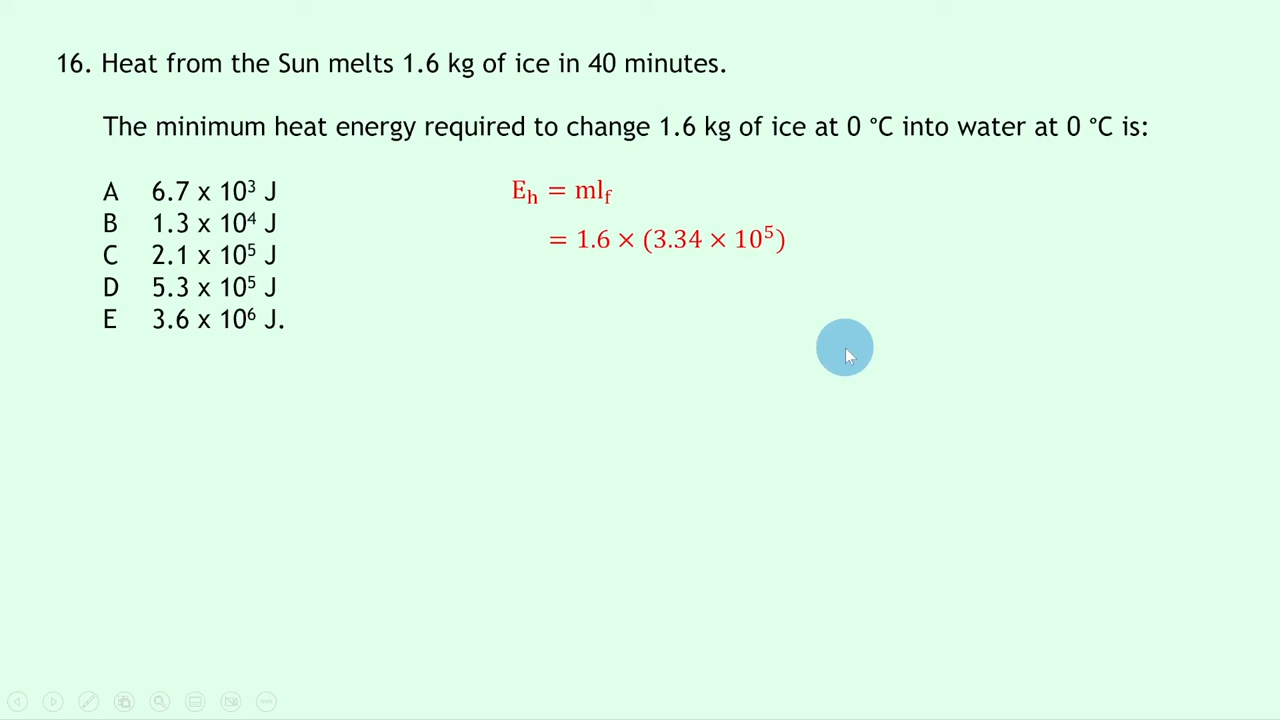 16. Heat from the Sun melts 1.6 kg of ice in 40 minutes.
The minimum heat energy required to change 1.6 kg of ice at 0 °C into water at 0 °C is:
A 6.7 x 10³ J
B 1.3 x 10⁴ J
C 2.1 x 10⁵ J
D 5.3 x 10⁵ J
E 3.6 x 10⁶ J.
Eₕ = ml_f
= 1.6 × (3.34 × 10⁵)